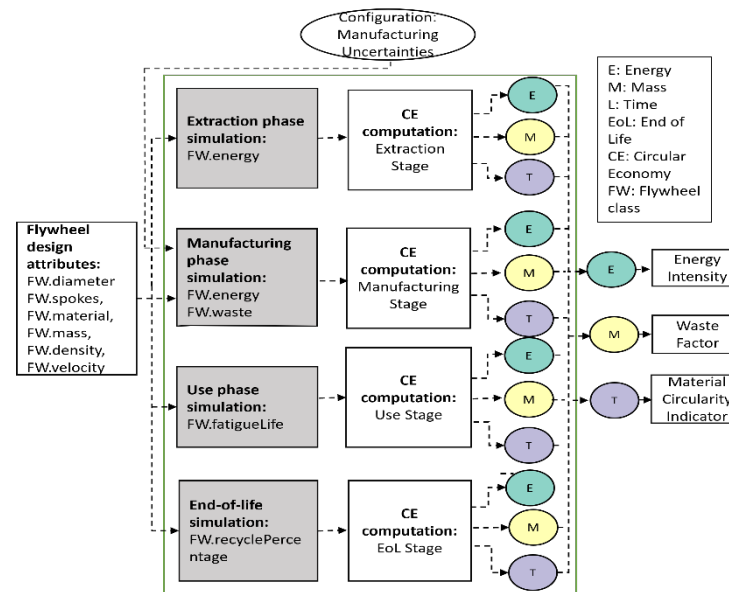 Configuration:
Manufacturing
Uncertainties
E: Energy
M: Mass
L: Time
EoL: End of
Life
CE: Circular
Economy
FW: Flywheel
class
Extraction phase
simulation:
FW.energy
CE
computation:
Extraction
Stage
E
M
T
Flywheel
design
attributes:
FW.diameter
FW.spokes,
FW.material,
FW.mass,
FW.density,
FW.velocity
Manufacturing
phase
simulation:
FW.energy
FW.waste
CE
computation:
Manufacturing
Stage
E
M
T
Use phase
simulation:
FW.fatigueLife
CE
computation:
Use Stage
E
M
T
End-of-life
simulation:
FW.recyclePerce
ntage
CE
computation:
EoL Stage
E
M
T
E
Energy
Intensity
M
Waste
Factor
T
Material
Circularity
Indicator